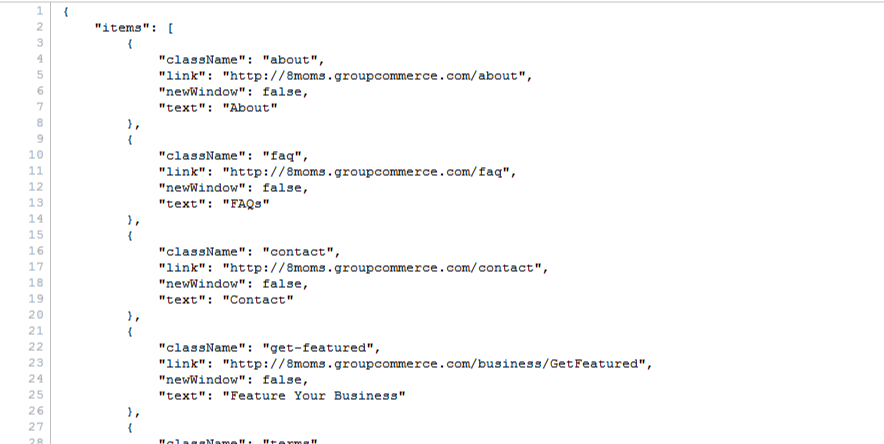 1 {
2 "items": [
3 {
4 "className": "about",
5 "link": "http://8moms.groupcommerce.com/about",
6 "newWindow": false,
7 "text": "About"
8 },
9 {
10 "className": "faq",
11 "link": "http://8moms.groupcommerce.com/faq",
12 "newWindow": false,
13 "text": "FAQs"
14 },
15 {
16 "className": "contact",
17 "link": "http://8moms.groupcommerce.com/contact",
18 "newWindow": false,
19 "text": "Contact"
20 },
21 {
22 "className": "get-featured",
23 "link": "http://8moms.groupcommerce.com/business/GetFeatured",
24 "newWindow": false,
25 "text": "Feature Your Business"
26 },
27 {
28 "className": "terms"